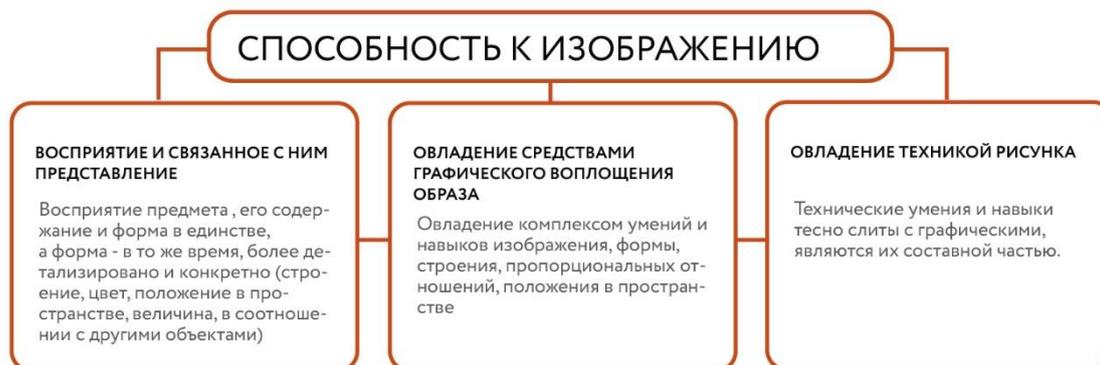 СПОСОБНОСТЬ К ИЗОБРАЖЕНИЮ
ВОСПРИЯТИЕ И СВЯЗАННОЕ С НИМ
ПРЕДСТАВЛЕНИЕ
Восприятие предмета , его содер-
жание и форма в единстве,
а форма - в то же время, более де-
тализировано и конкретно (стро-
ение, цвет, положение в про-
странстве, величина, в соотноше-
нии с другими объектами)
ОВЛАДЕНИЕ СРЕДСТВАМИ
ГРАФИЧЕСКОГО ВОПЛОЩЕНИЯ
ОБРАЗА
Овладение комплексом умений и
навыков изображения, формы,
строения, пропорциональных от-
ношений, положения в простран-
стве
ОВЛАДЕНИЕ ТЕХНИКОЙ РИСУНКА
Технические умения и навыки
тесно слиты с графическими,
являются их составной частью.